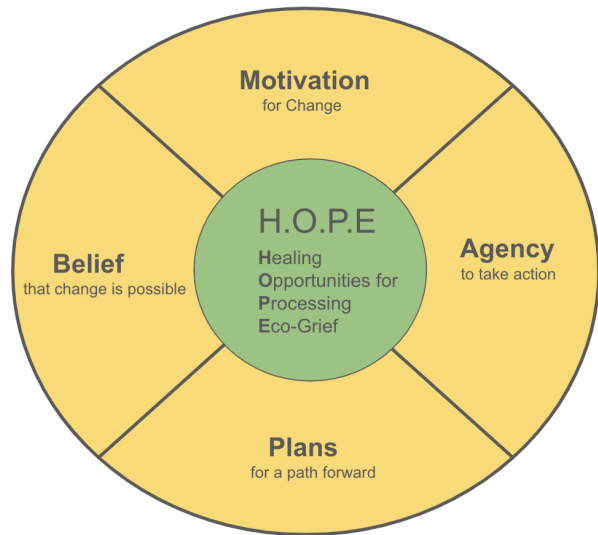 Motivation
for Change
Belief
that change is possible
H.O.P.E
Healing
Opportunities for
Processing
Eco-Grief
Agency
to take action
Plans
for a path forward